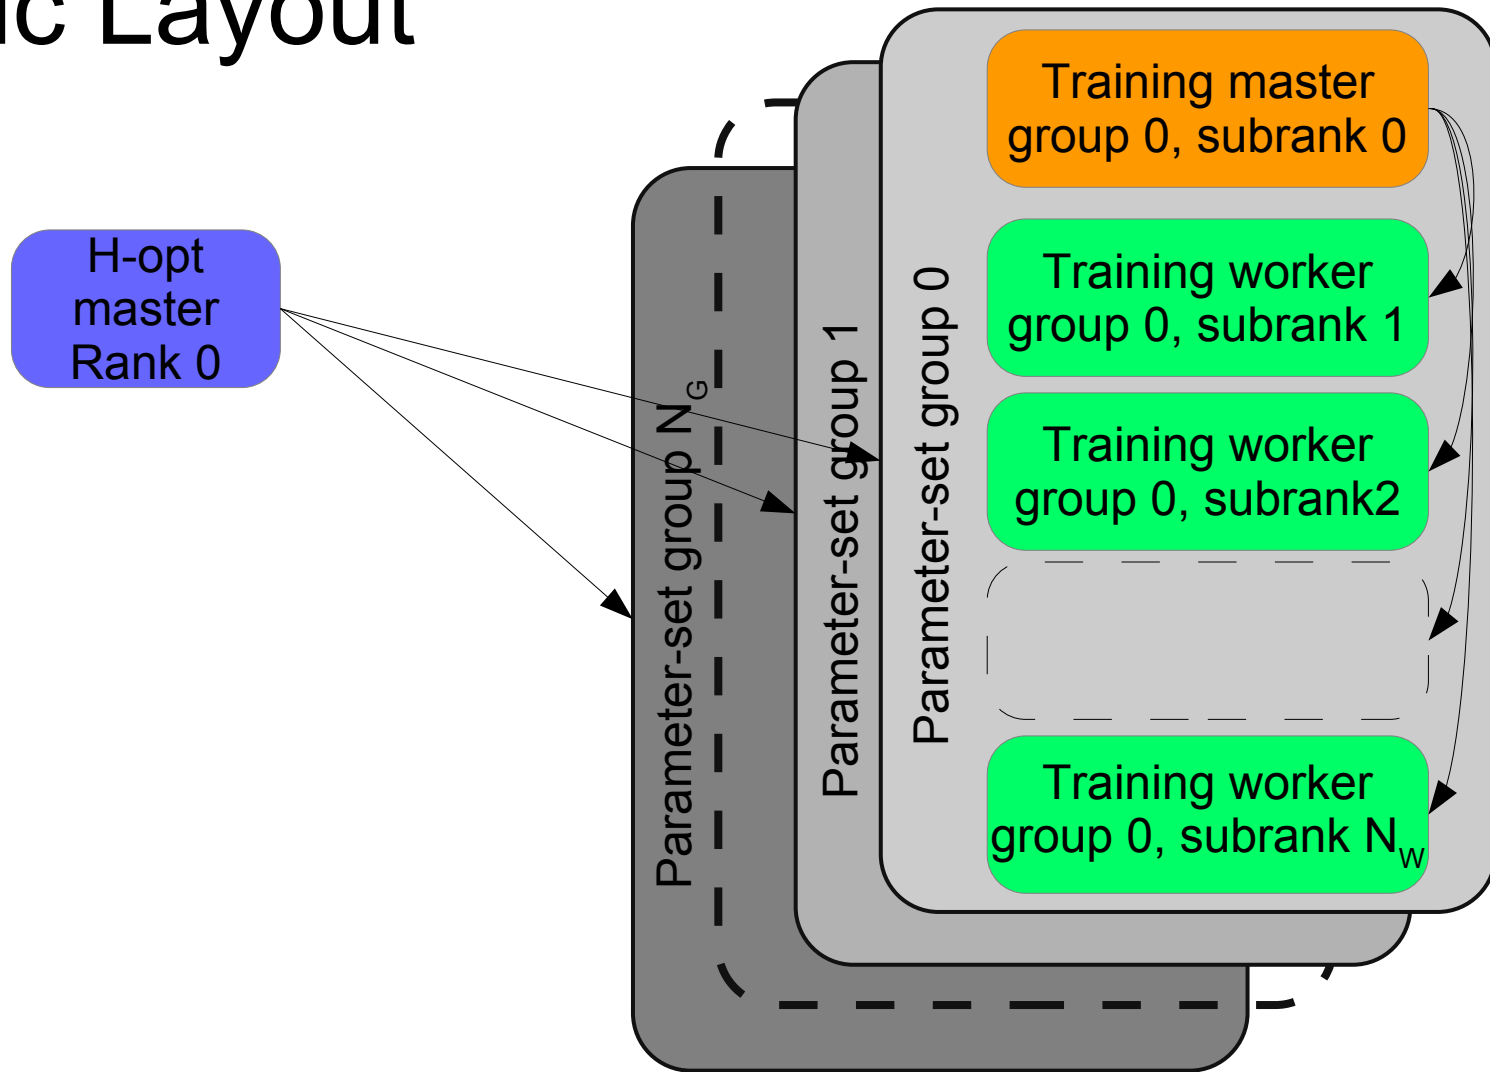 ic Layout
H-opt
master
Rank 0
Parameter-set group N_G
Parameter-set group 1
Parameter-set group 0
Training master
group 0, subrank 0
Training worker
group 0, subrank 1
Training worker
group 0, subrank2
Training worker
group 0, subrank N_W